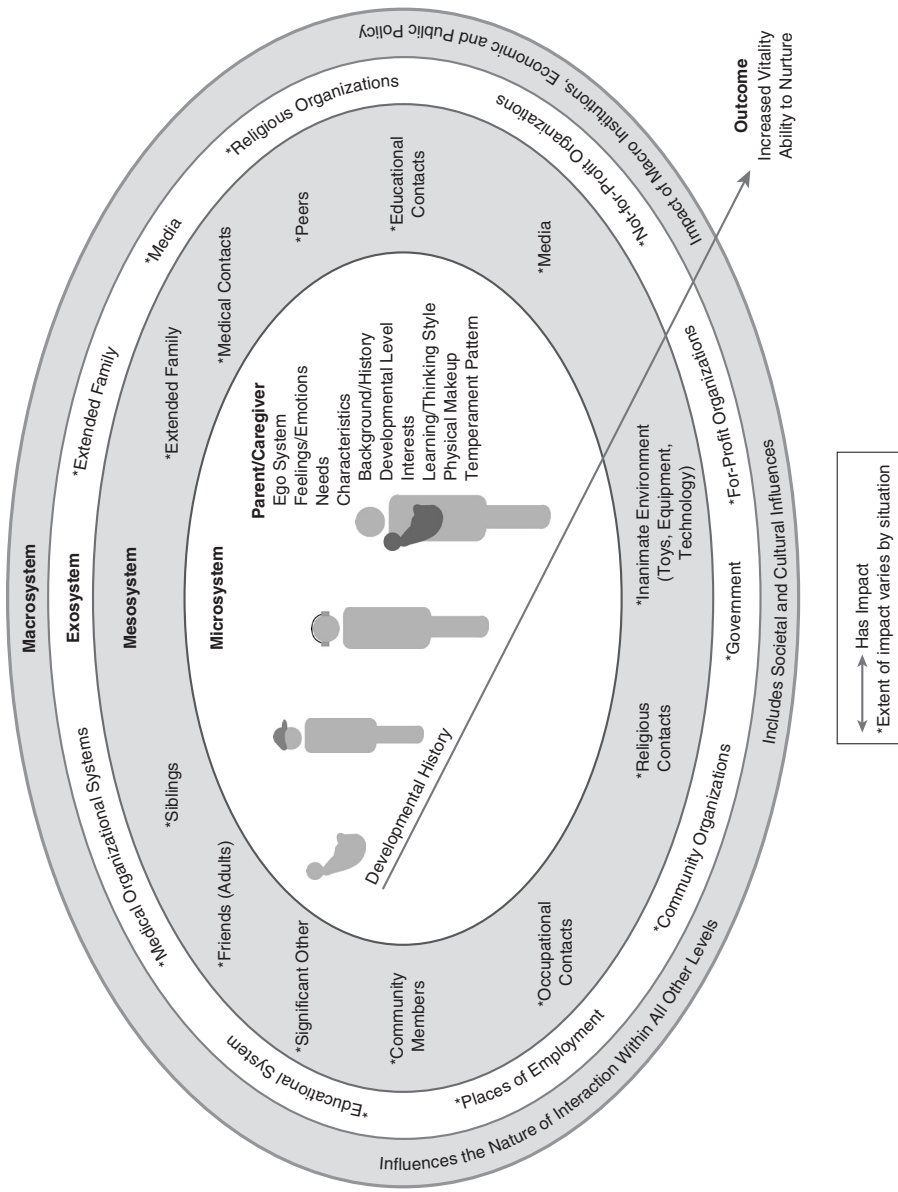 Macrosystem
Exosystem
Mesosystem
Microsystem
*Medical Organizational Systems
*Extended Family
*Media
*Religious Organizations
*Educational System
*Not-for-Profit Organizations
*Places of Employment
*Community Organizations
*Government
*For-Profit Organizations
*Siblings
*Extended Family
*Friends (Adults)
*Medical Contacts
*Significant Other
*Peers
*Community
Members
*Educational
Contacts
*Occupational
Contacts
*Media
*Religious
Contacts
*Inanimate Environment
(Toys, Equipment,
Technology)
Parent/Caregiver
Ego System
Feelings/Emotions
Needs
Characteristics
Background/History
Developmental Level
Interests
Learning/Thinking Style
Physical Makeup
Temperament Pattern
Developmental History
Influences the Nature of Interaction Within All Other Levels
Includes Societal and Cultural Influences
Impact of Macro Institutions, Economic and Public Policy
Outcome
Increased Vitality
Ability to Nurture
Has Impact
*Extent of impact varies by situation